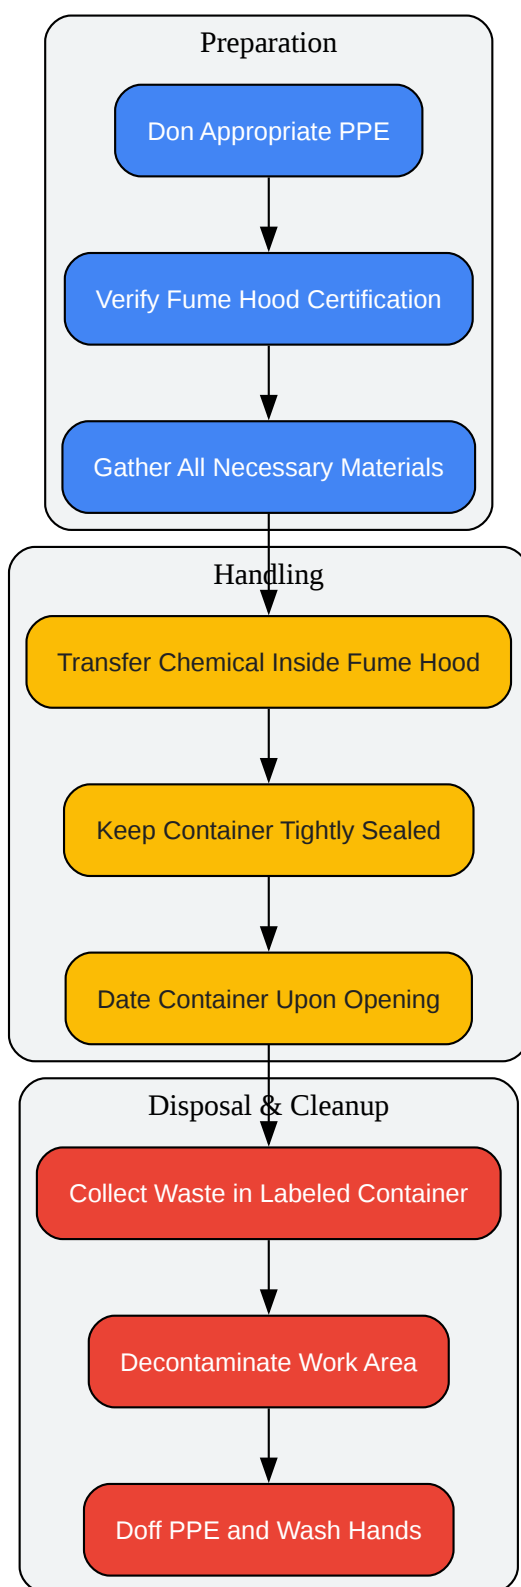 Preparation
Don Appropriate PPE
Verify Fume Hood Certification
Gather All Necessary Materials
Handling
Transfer Chemical Inside Fume Hood
Keep Container Tightly Sealed
Date Container Upon Opening
Disposal & Cleanup
Collect Waste in Labeled Container
Decontaminate Work Area
Doff PPE and Wash Hands